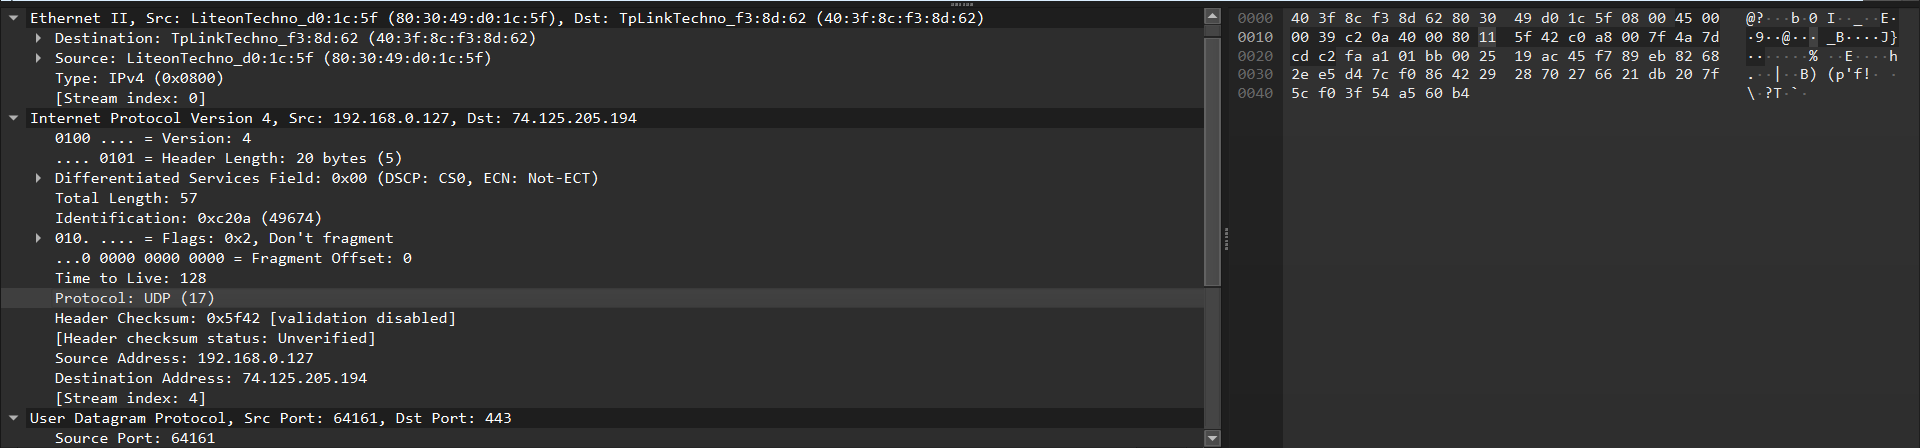 Ethernet II, Src: LiteonTechno_d0:1c:5f (80:30:49:d0:1c:5f), Dst: TpLinkTechno_f3:8d:62 (40:3f:8c:f3:8d:62)
Destination: TpLinkTechno_f3:8d:62 (40:3f:8c:f3:8d:62)
Source: LiteonTechno_d0:1c:5f (80:30:49:d0:1c:5f)
Type: IPv4 (0x0800)
[Stream index: 0]
Internet Protocol Version 4, Src: 192.168.0.127, Dst: 74.125.205.194
0100 .... = Version: 4
.... 0101 = Header Length: 20 bytes (5)
Differentiated Services Field: 0x00 (DSCP: CS0, ECN: Not-ECT)
Total Length: 57
Identification: 0xc20a (49674)
010. .... = Flags: 0x2, Don't fragment
...0 0000 0000 0000 = Fragment Offset: 0
Time to Live: 128
Protocol: UDP (17)
Header Checksum: 0x5f42 [validation disabled]
[Header checksum status: Unverified]
Source Address: 192.168.0.127
Destination Address: 74.125.205.194
[Stream index: 4]
User Datagram Protocol, Src Port: 64161, Dst Port: 443
Source Port: 64161
0000 40 3f 8c f3 8d 62 80 30 49 d0 1c 5f 08 00 45 00 @?···b·0 I··_··E·
0010 00 39 c2 0a 40 00 80 11 5f 42 c0 a8 00 7f 4a 7d ·9··@··· _B····J}
0020 cd c2 fa a1 01 bb 00 25 19 ac 45 f7 89 eb 82 68 ·······% ··E····h
0030 2e e5 d4 7c f0 86 42 29 28 70 27 66 21 db 20 7f .··|··B) (p'f!· ·
0040 5c f0 3f 54 a5 60 b4 \·?T·`·